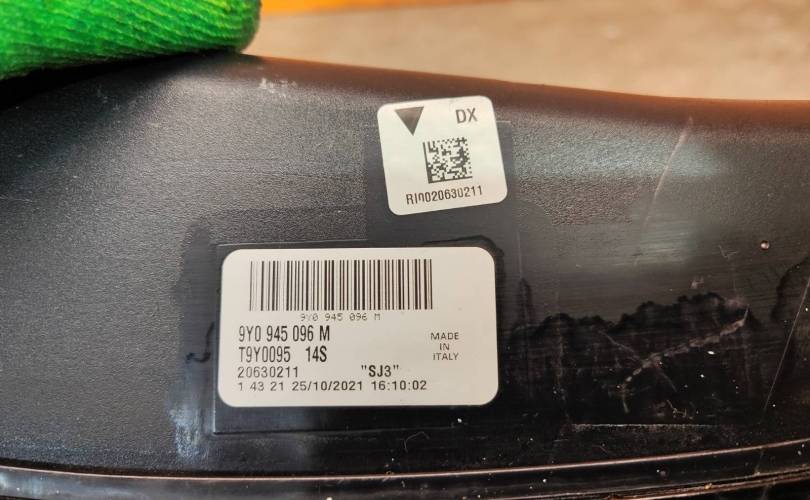 DX
RI0020630211
9Y0 945 096 M
9Y0 945 096 M
T9Y0095 14S
20630211 "SJ3"
1 43 21 25/10/2021 16:10:02
MADE
IN
ITALY